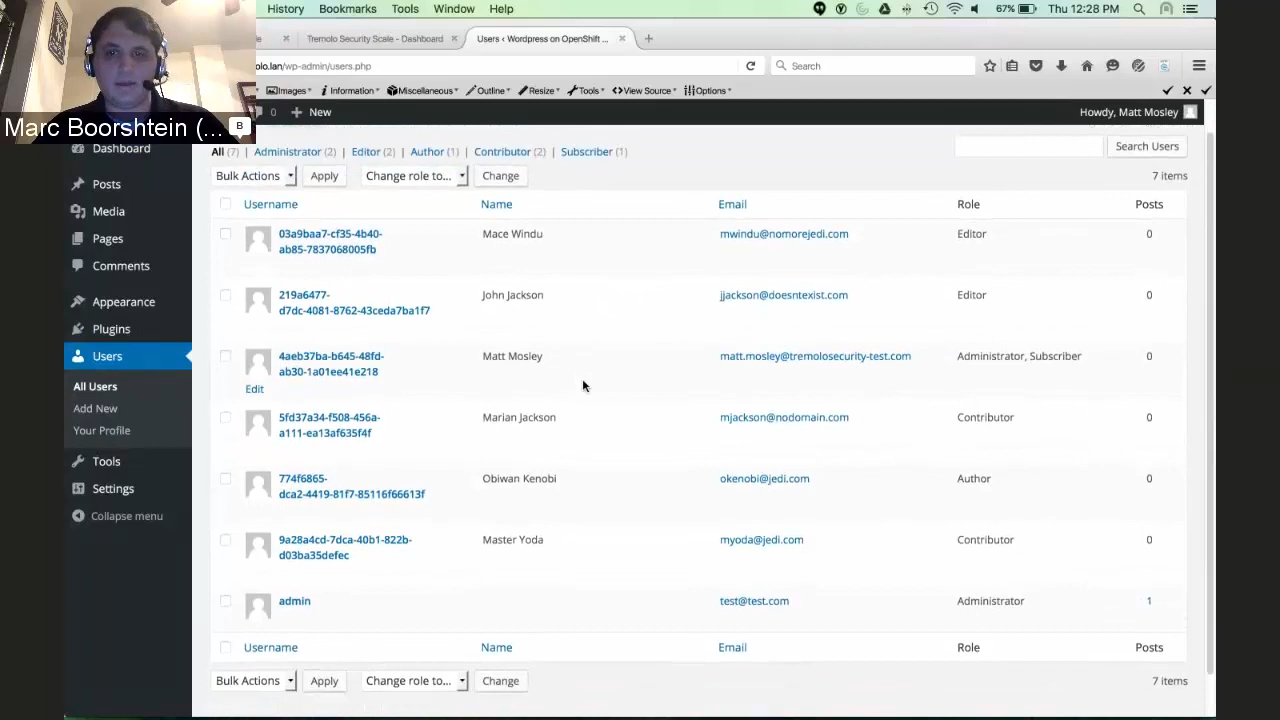 History Bookmarks Tools Window Help 67% Thu 12:28 PM
Tremolo Security Scale - Dashboard Users ‹ Wordpress on OpenShift ...
olo.lan/wp-admin/users.php Search
Images Information Miscellaneous Outline Resize Tools View Source Options
Marc Boorshtein (... B
0 New Howdy, Matt Mosley
Dashboard
Posts
Media
Pages
Comments
Appearance
Plugins
Users
All Users
Add New
Your Profile
Tools
Settings
Collapse menu
All (7) | Administrator (2) | Editor (2) | Author (1) | Contributor (2) | Subscriber (1)
Search Users
Bulk Actions Apply Change role to... Change 7 items
Username Name Email Role Posts
03a9baa7-cf35-4b40- Mace Windu mwindu@nomorejedi.com Editor 0
ab85-7837068005fb
219a6477- John Jackson jjackson@doesntexist.com Editor 0
d7dc-4081-8762-43ceda7ba1f7
4aeb37ba-b645-48fd- Matt Mosley matt.mosley@tremolosecurity-test.com Administrator, Subscriber 0
ab30-1a01ee41e218
Edit
5fd37a34-f508-456a- Marian Jackson mjackson@nodomain.com Contributor 0
a111-ea13af635f4f
774f6865- Obiwan Kenobi okenobi@jedi.com Author 0
dca2-4419-81f7-85116f66613f
9a28a4cd-7dca-40b1-822b- Master Yoda myoda@jedi.com Contributor 0
d03ba35defec
admin test@test.com Administrator 1
Username Name Email Role Posts
Bulk Actions Apply Change role to... Change 7 items